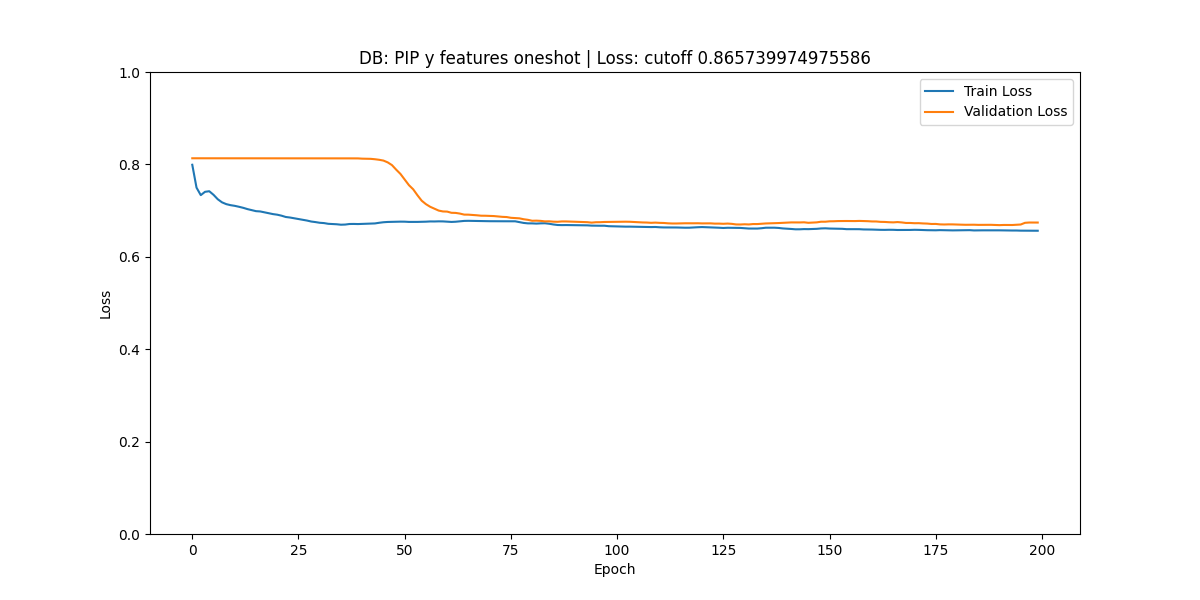 DB: PIP y features oneshot | Loss: cutoff 0.865739974975586
1.0
0.8
0.6
0.4
0.2
0.0
Loss
Train Loss
Validation Loss
0 25 50 75 100 125 150 175 200
Epoch